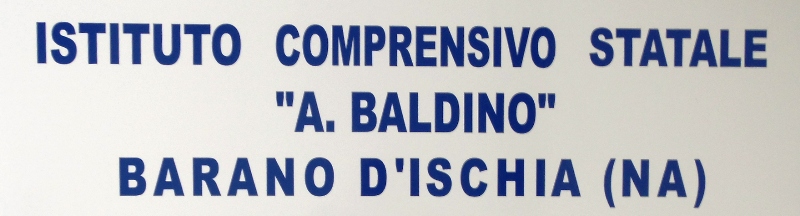 ISTITUTO COMPRENSIVO STATALE
"A. BALDINO"
BARANO D'ISCHIA (NA)